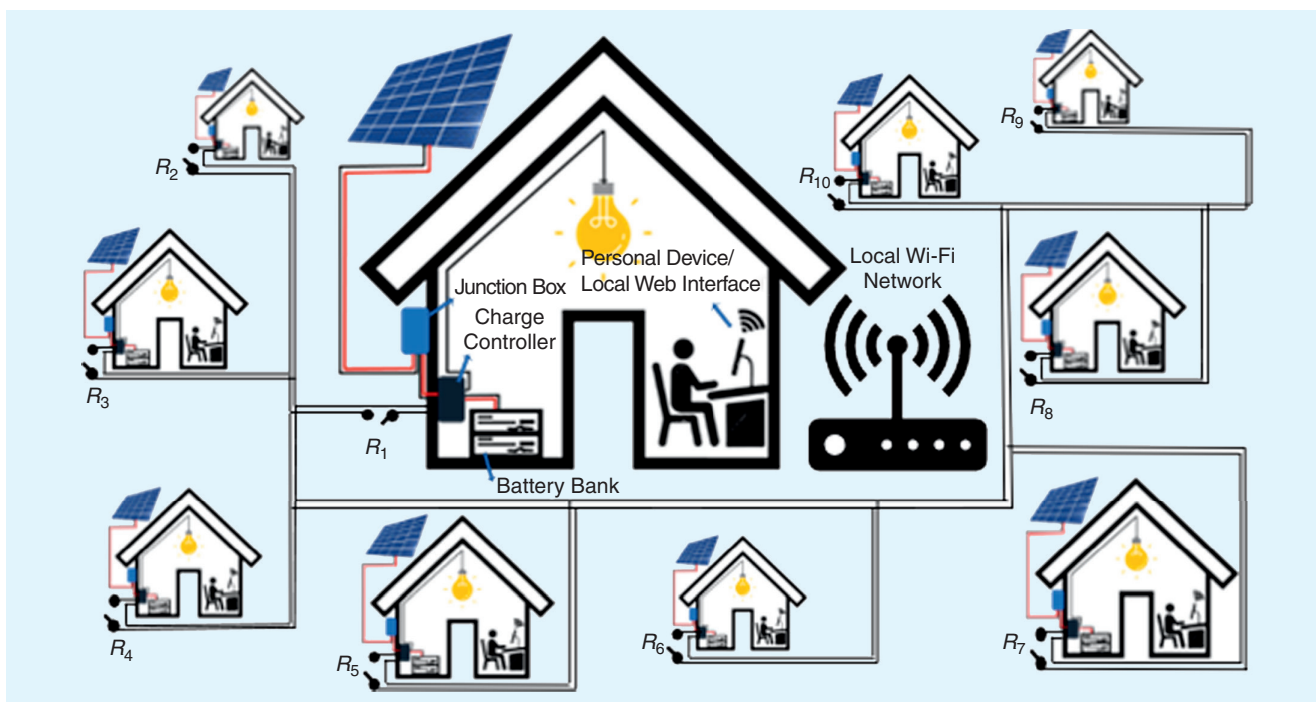 R2
R3
R4
R1
Junction Box
Charge
Controller
Battery Bank
Personal Device/
Local Web Interface
Local Wi-Fi
Network
R5
R6
R7
R8
R9
R10